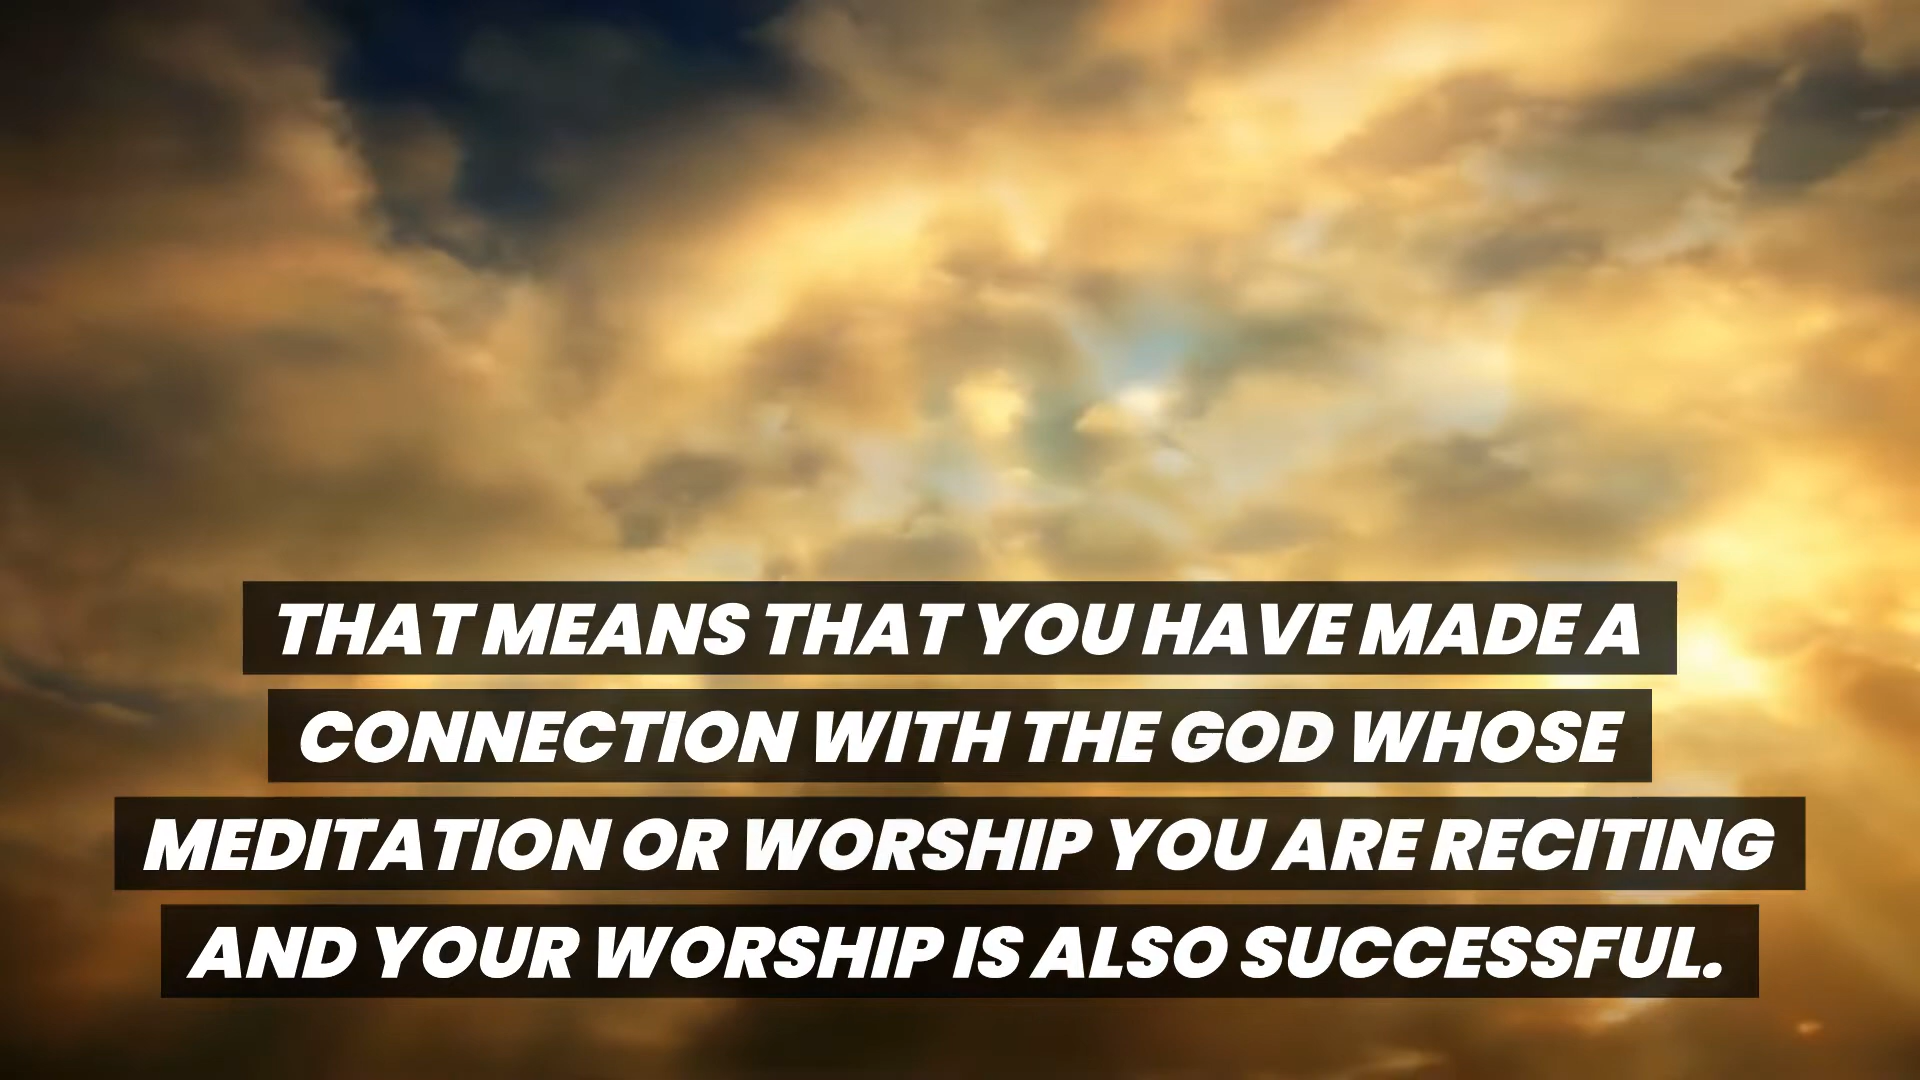 THAT MEANS THAT YOU HAVE MADE A
CONNECTION WITH THE GOD WHOSE
MEDITATION OR WORSHIP YOU ARE RECITING
AND YOUR WORSHIP IS ALSO SUCCESSFUL.